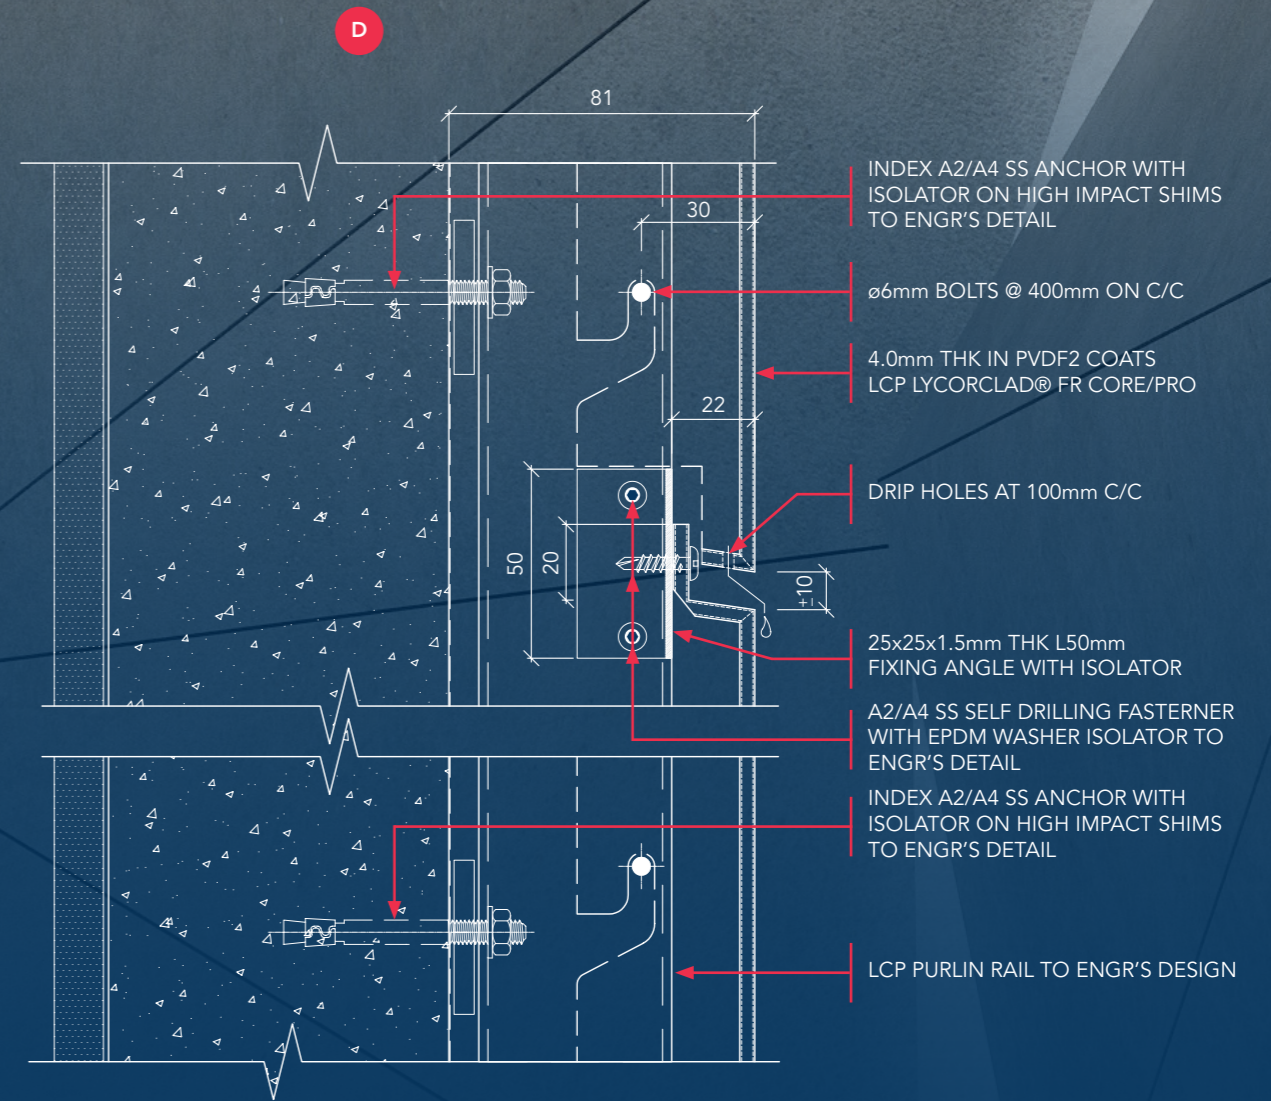 D
81
INDEX A2/A4 SS ANCHOR WITH
ISOLATOR ON HIGH IMPACT SHIMS
TO ENGR'S DETAIL
30
ø6mm BOLTS @ 400mm ON C/C
4.0mm THK IN PVDF2 COATS
LCP LYCORCLAD® FR CORE/PRO
22
DRIP HOLES AT 100mm C/C
50
20
±10
25x25x1.5mm THK L50mm
FIXING ANGLE WITH ISOLATOR
A2/A4 SS SELF DRILLING FASTERNER
WITH EPDM WASHER ISOLATOR TO
ENGR'S DETAIL
INDEX A2/A4 SS ANCHOR WITH
ISOLATOR ON HIGH IMPACT SHIMS
TO ENGR'S DETAIL
LCP PURLIN RAIL TO ENGR'S DESIGN